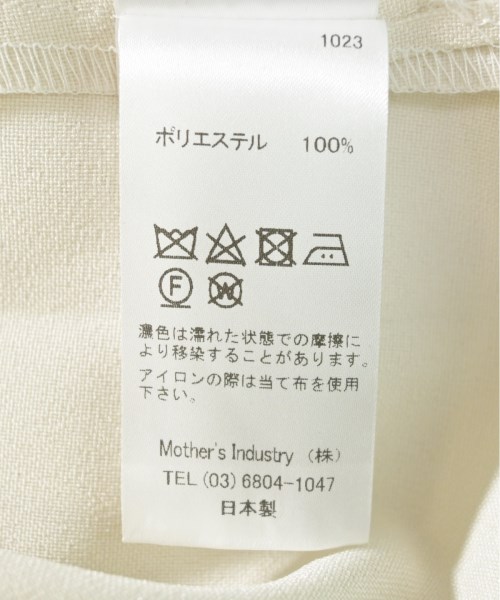 1023
ポリエステル 100%
F W
濃色は濡れた状態での摩擦に
より移染することがあります。
アイロンの際は当て布を使用
下さい。
Mother's Industry （株）
TEL (03) 6804-1047
日本製